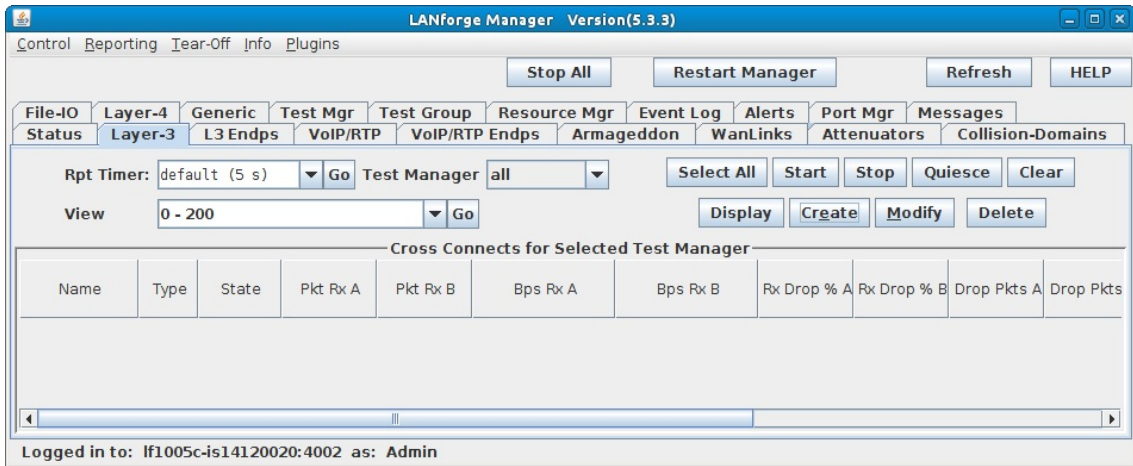 LANforge Manager Version(5.3.3)
Control Reporting Tear-Off Info Plugins
Stop All Restart Manager Refresh HELP
File-IO Layer-4 Generic Test Mgr Test Group Resource Mgr Event Log Alerts Port Mgr Messages
Status Layer-3 L3 Endps VoIP/RTP VoIP/RTP Endps Armageddon WanLinks Attenuators Collision-Domains
Rpt Timer: default (5 s) Go Test Manager all Select All Start Stop Quiesce Clear
View 0 - 200 Go Display Create Modify Delete
Cross Connects for Selected Test Manager
Name Type State Pkt Rx A Pkt Rx B Bps Rx A Bps Rx B Rx Drop % A Rx Drop % B Drop Pkts A Drop Pkts
Logged in to: lf1005c-is14120020:4002 as: Admin